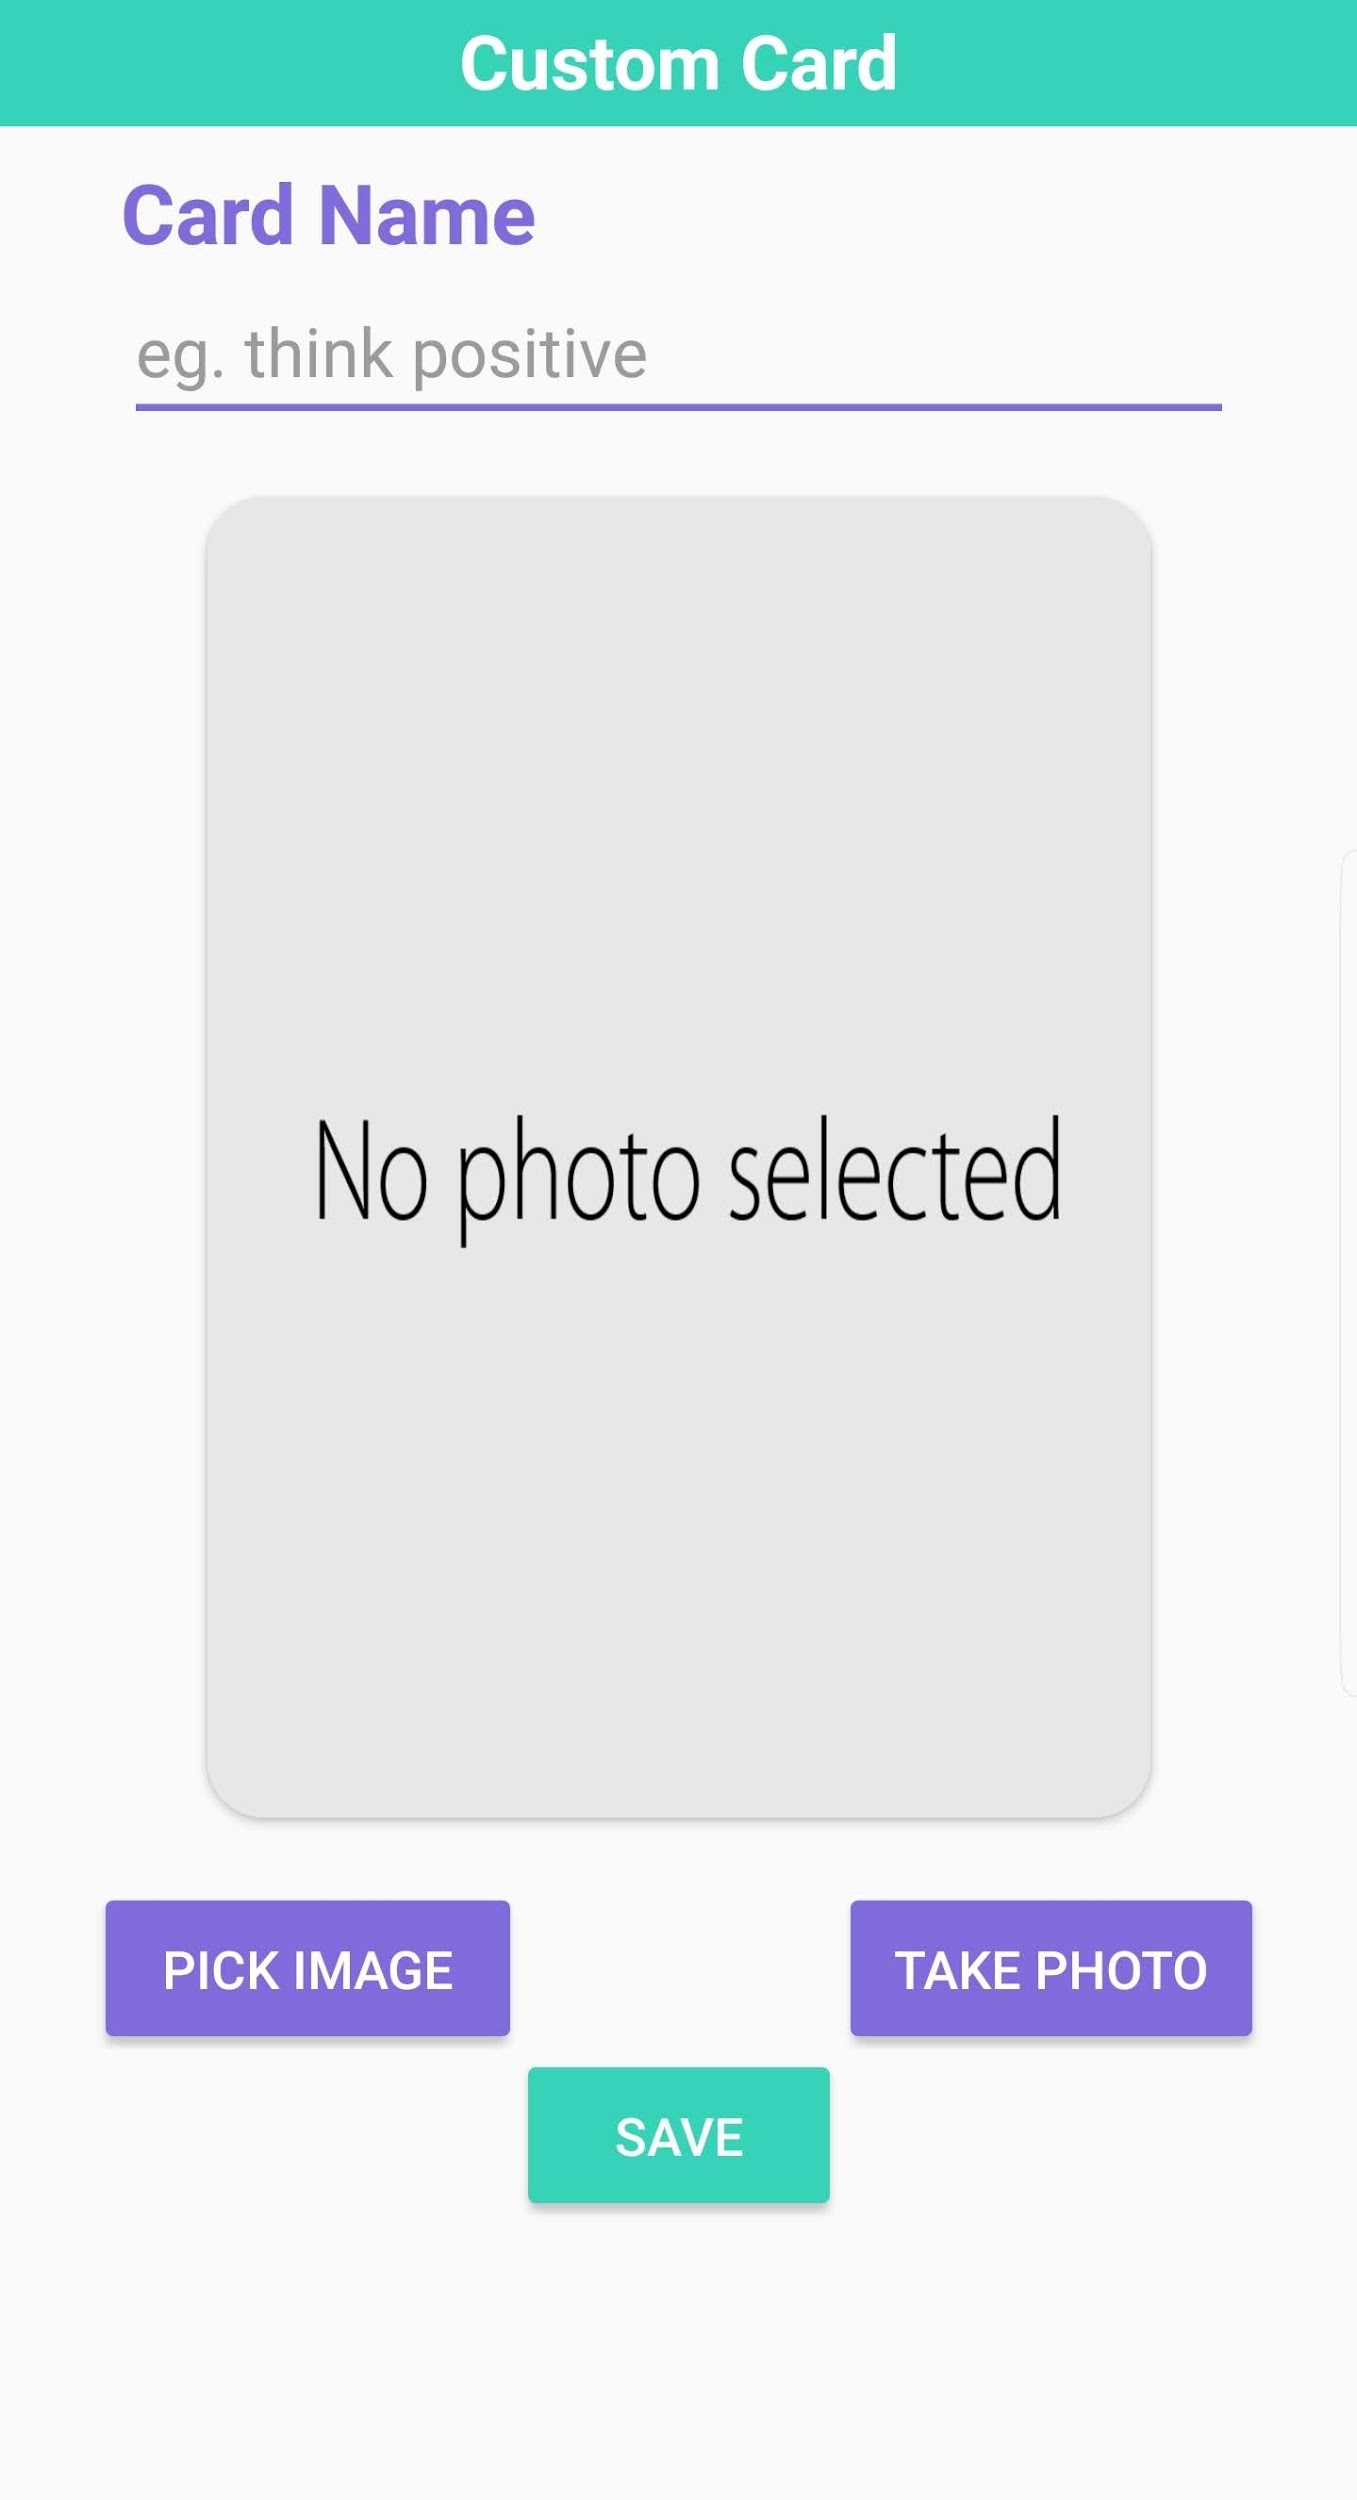 Custom Card
Card Name
eg. think positive
No photo selected
PICK IMAGE
TAKE PHOTO
SAVE